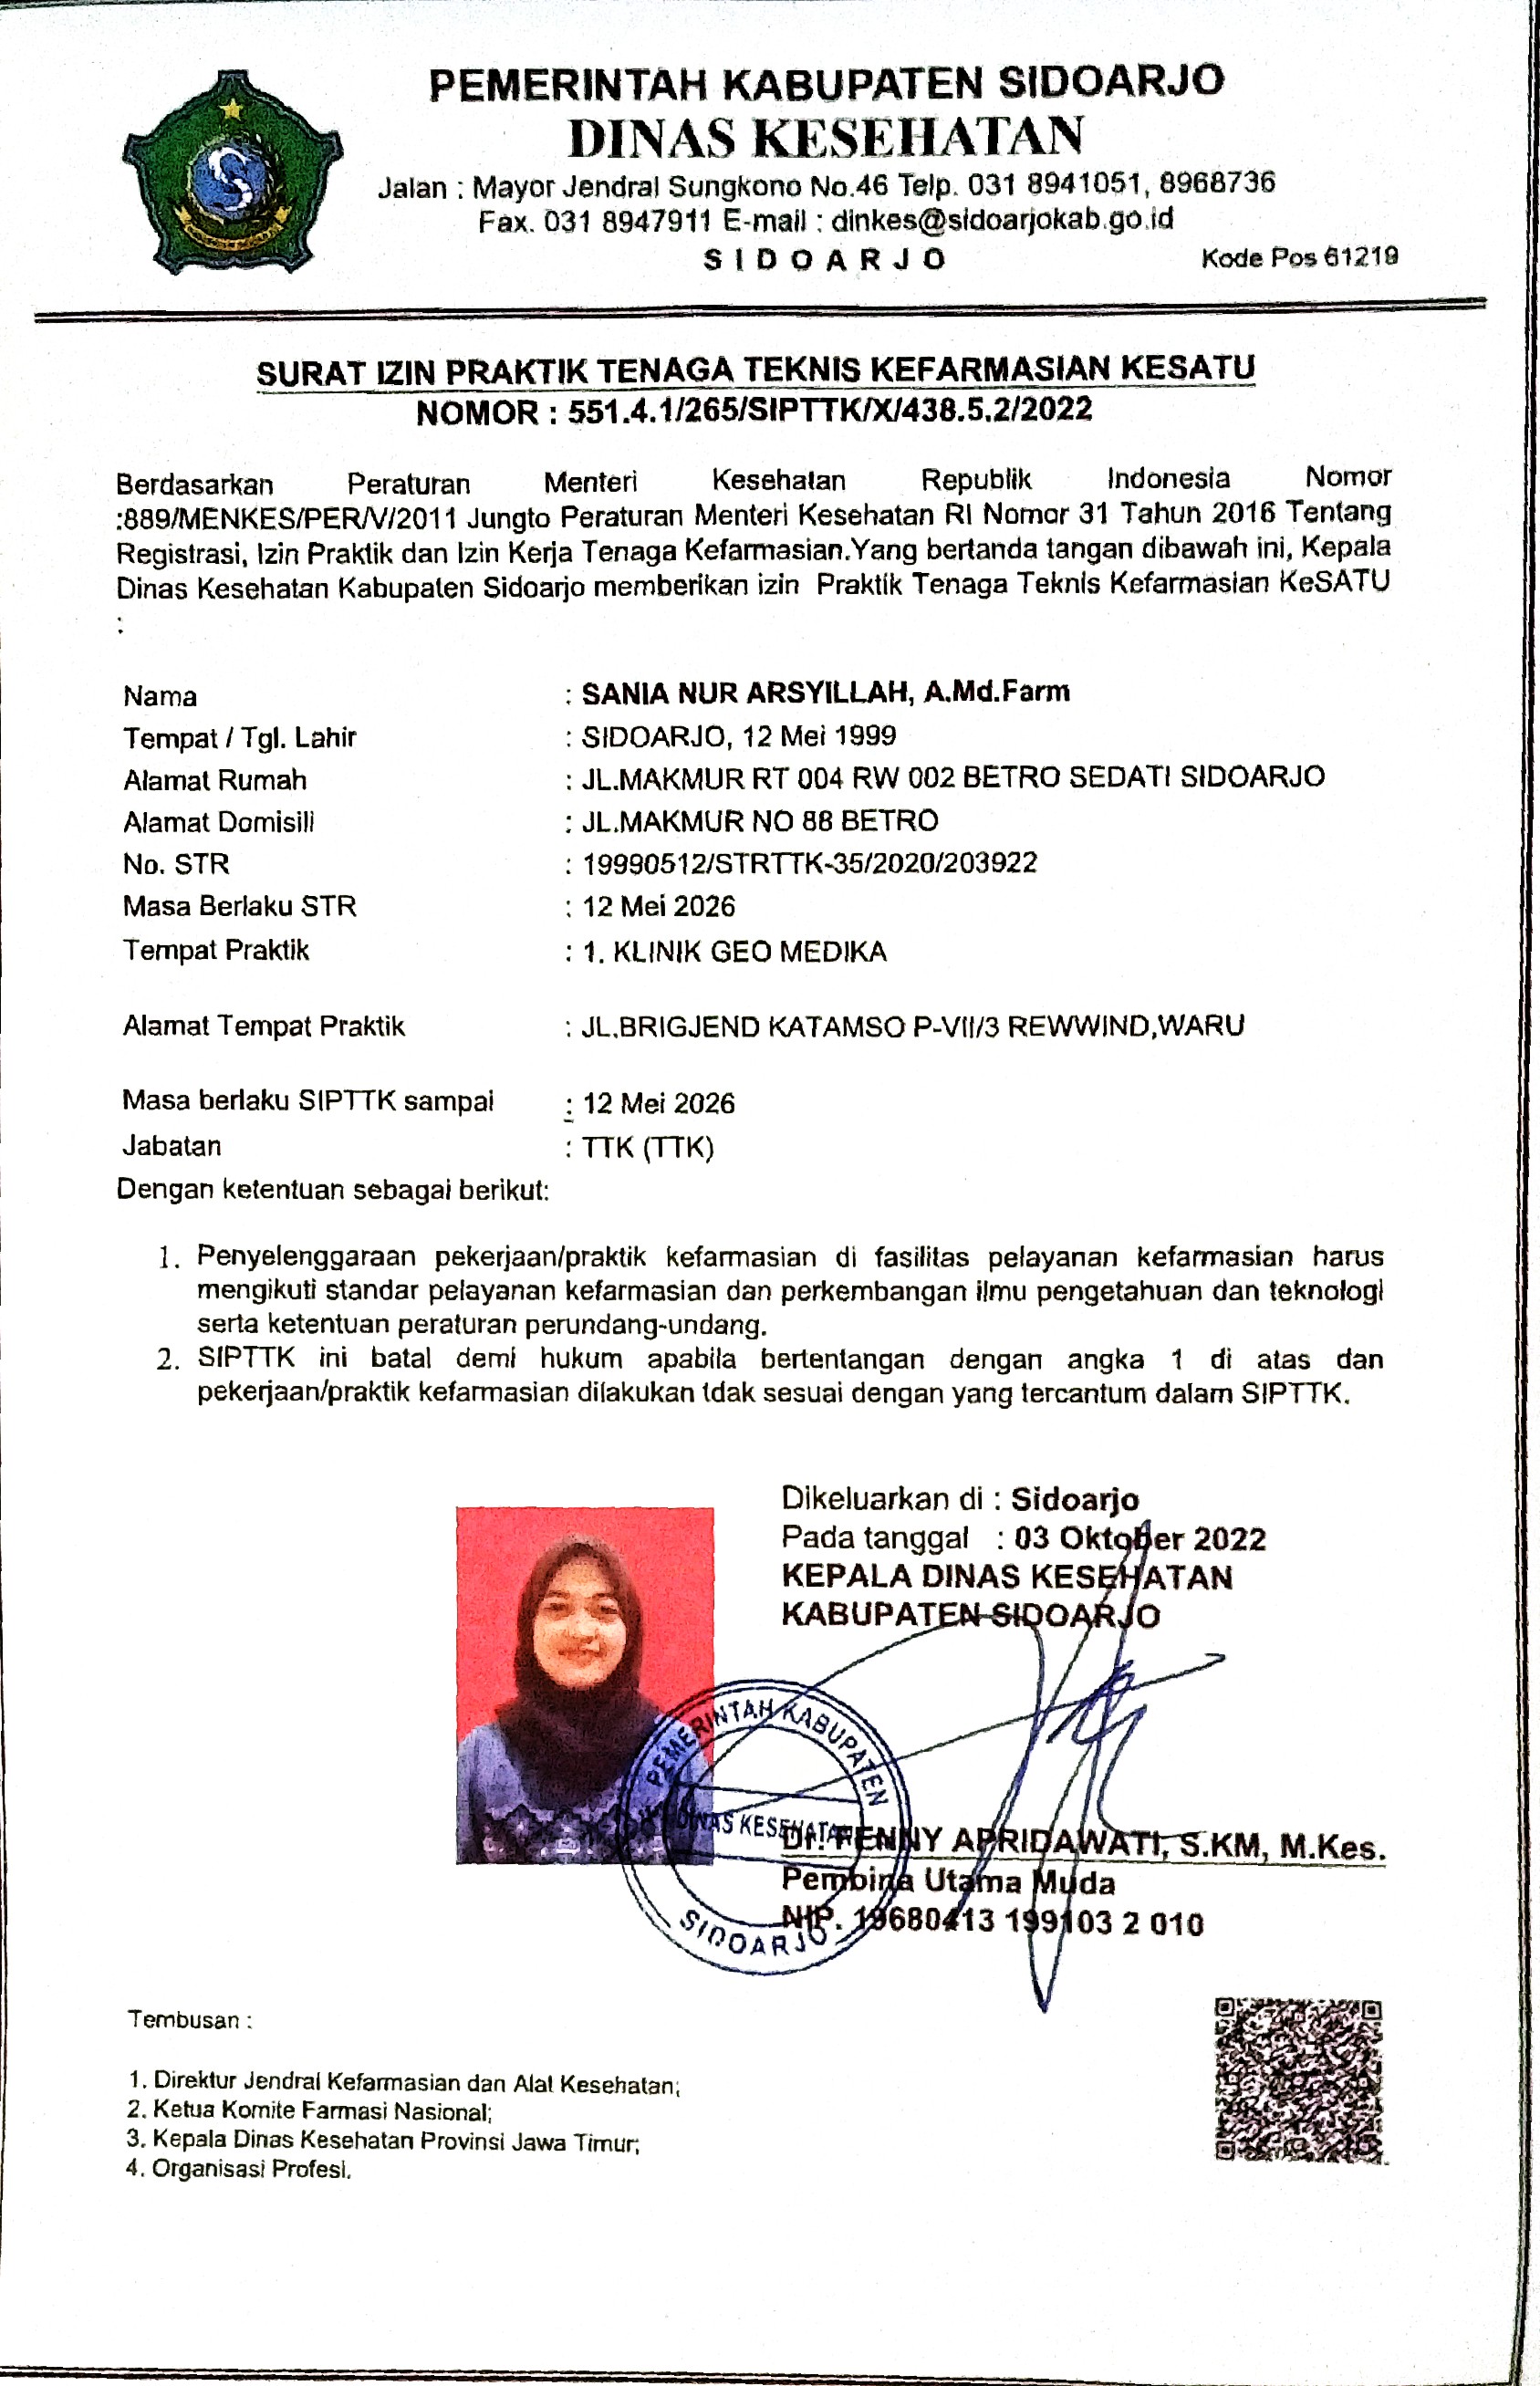 PEMERINTAH KABUPATEN SIDOARJO
DINAS KESEHATAN
Jalan : Mayor Jendral Sungkono No.46 Telp. 031 8941051, 8968736
Fax. 031 8947911 E-mail : dinkes@sidoarjokab.go.id
S I D O A R J O
Kode Pos 61219
SURAT IZIN PRAKTIK TENAGA TEKNIS KEFARMASIAN KESATU
NOMOR : 551.4.1/265/SIPTTK/X/438.5.2/2022
Berdasarkan Peraturan Menteri Kesehatan Republik Indonesia Nomor
:889/MENKES/PER/V/2011 Jungto Peraturan Menteri Kesehatan RI Nomor 31 Tahun 2016 Tentang
Registrasi, Izin Praktik dan Izin Kerja Tenaga Kefarmasian.Yang bertanda tangan dibawah ini, Kepala
Dinas Kesehatan Kabupaten Sidoarjo memberikan izin Praktik Tenaga Teknis Kefarmasian KeSATU
:
Nama : SANIA NUR ARSYILLAH, A.Md.Farm
Tempat / Tgl. Lahir : SIDOARJO, 12 Mei 1999
Alamat Rumah : JL.MAKMUR RT 004 RW 002 BETRO SEDATI SIDOARJO
Alamat Domisili : JL.MAKMUR NO 88 BETRO
No. STR : 19990512/STRTTK-35/2020/203922
Masa Berlaku STR : 12 Mei 2026
Tempat Praktik : 1. KLINIK GEO MEDIKA
Alamat Tempat Praktik : JL.BRIGJEND KATAMSO P-VII/3 REWWIND,WARU
Masa berlaku SIPTTK sampai : 12 Mei 2026
Jabatan : TTK (TTK)
Dengan ketentuan sebagai berikut:
1. Penyelenggaraan pekerjaan/praktik kefarmasian di fasilitas pelayanan kefarmasian harus
mengikuti standar pelayanan kefarmasian dan perkembangan ilmu pengetahuan dan teknologi
serta ketentuan peraturan perundang-undang.
2. SIPTTK ini batal demi hukum apabila bertentangan dengan angka 1 di atas dan
pekerjaan/praktik kefarmasian dilakukan tdak sesuai dengan yang tercantum dalam SIPTTK.
Dikeluarkan di : Sidoarjo
Pada tanggal : 03 Oktober 2022
KEPALA DINAS KESEHATAN
KABUPATEN SIDOARJO
PEMERINTAH KABUPATEN
DINAS KESEHATAN
SIDOARJO
Dr. FENNY APRIDAWATI, S.KM, M.Kes.
Pembina Utama Muda
NIP. 19680413 199103 2 010
Tembusan :
1. Direktur Jendral Kefarmasian dan Alat Kesehatan;
2. Ketua Komite Farmasi Nasional;
3. Kepala Dinas Kesehatan Provinsi Jawa Timur;
4. Organisasi Profesi.